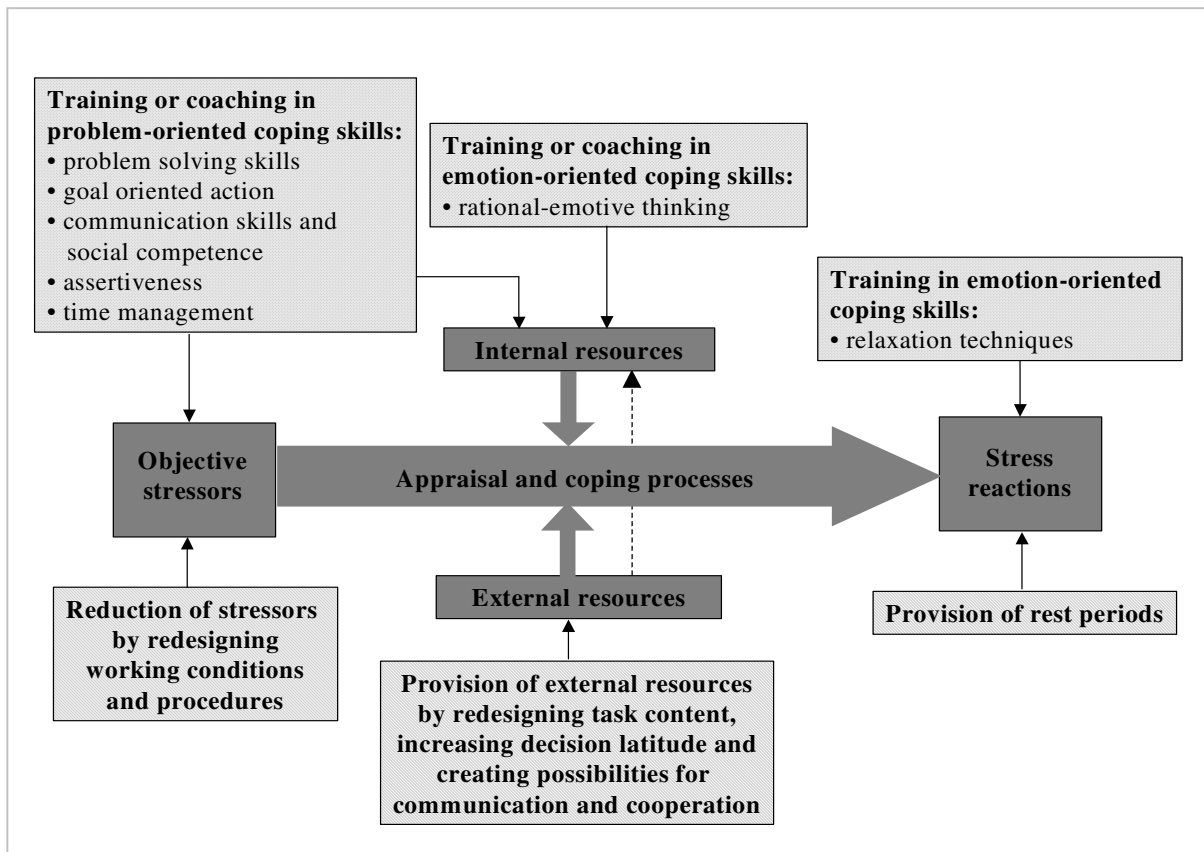 Training or coaching in
problem-oriented coping skills:
• problem solving skills
• goal oriented action
• communication skills and
social competence
• assertiveness
• time management
Training or coaching in
emotion-oriented coping skills:
• rational-emotive thinking
Training in emotion-oriented
coping skills:
• relaxation techniques
Internal resources
Objective
stressors
Appraisal and coping processes
Stress
reactions
External resources
Reduction of stressors
by redesigning
working conditions
and procedures
Provision of external resources
by redesigning task content,
increasing decision latitude and
creating possibilities for
communication and cooperation
Provision of rest periods